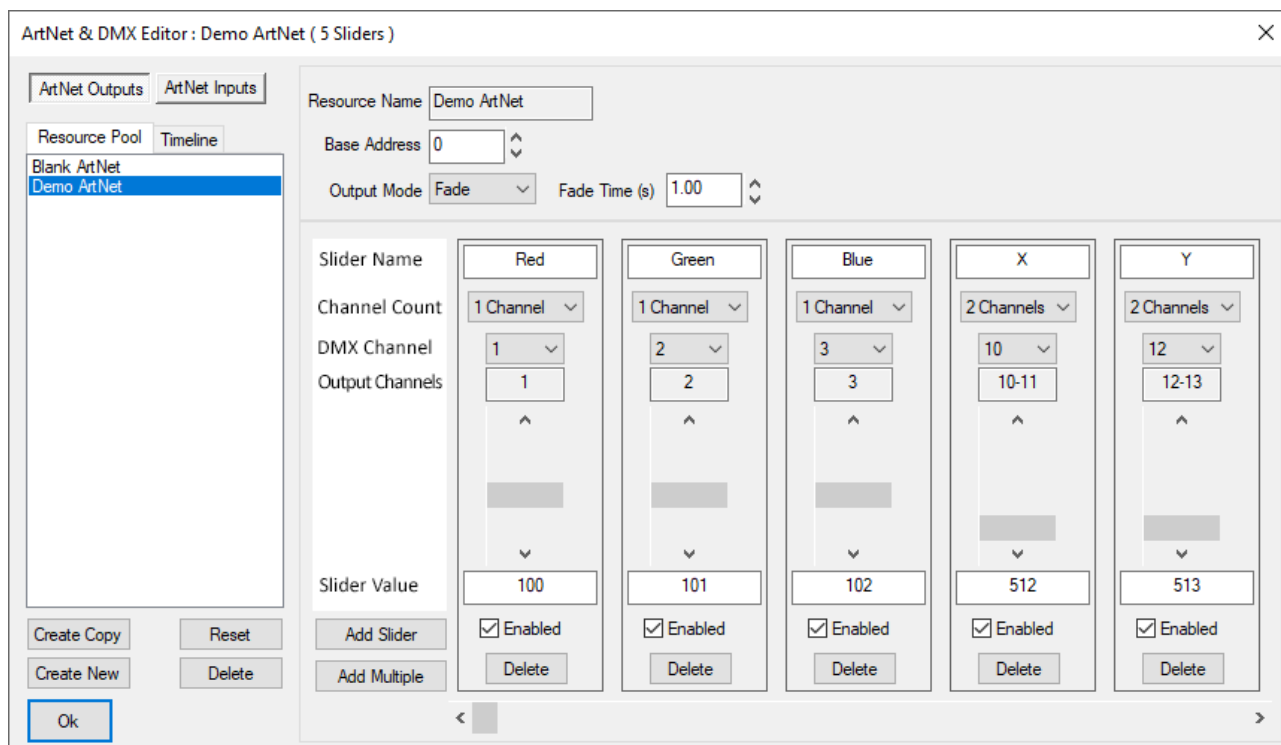 ArtNet & DMX Editor : Demo ArtNet ( 5 Sliders )
ArtNet Outputs ArtNet Inputs
Resource Pool Timeline
Blank ArtNet
Demo ArtNet
Create Copy Reset
Create New Delete
Ok
Resource Name Demo ArtNet
Base Address 0
Output Mode Fade Fade Time (s) 1.00
Slider Name Red Green Blue X Y
Channel Count 1 Channel 1 Channel 1 Channel 2 Channels 2 Channels
DMX Channel 1 2 3 10 12
Output Channels 1 2 3 10-11 12-13
Slider Value 100 101 102 512 513
Add Slider Enabled Enabled Enabled Enabled Enabled
Add Multiple Delete Delete Delete Delete Delete